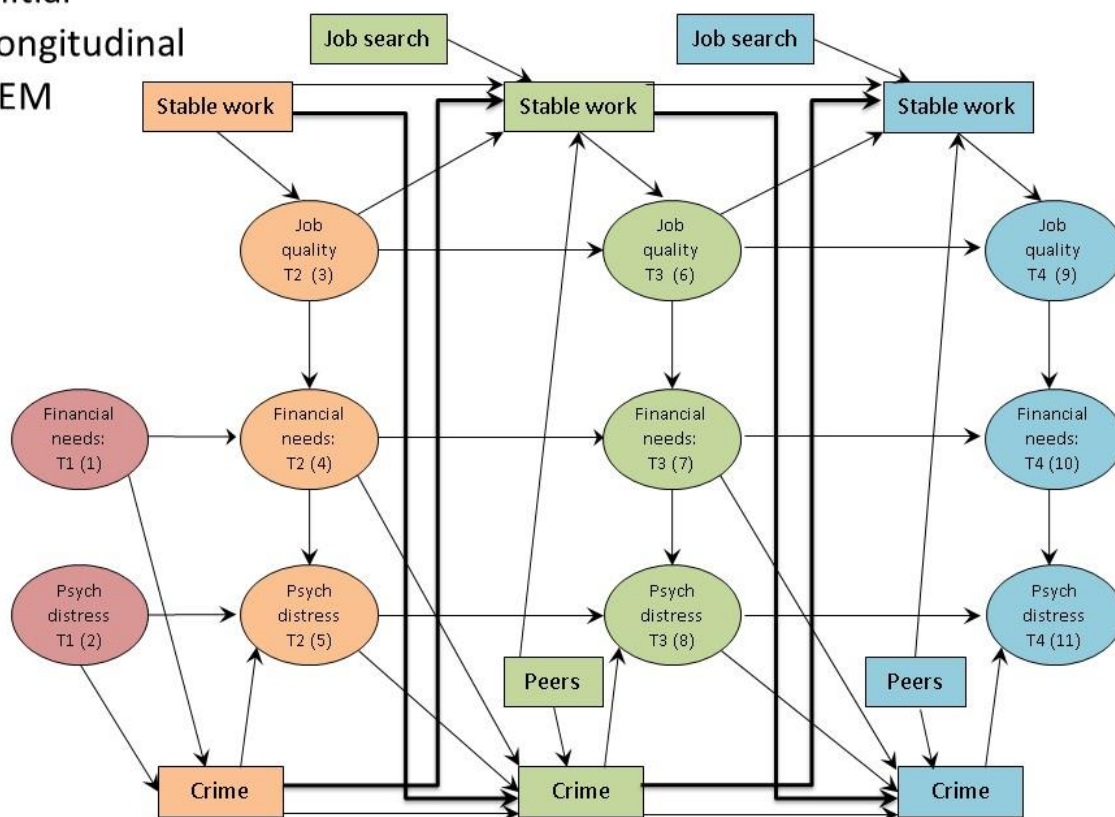 ongitudinal
EM
Job search
Job search
Stable work
Stable work
Stable work
Job
quality
T2 (3)
Job
quality
T3 (6)
Job
quality
T4 (9)
Financial
needs:
T1 (1)
Financial
needs:
T2 (4)
Financial
needs:
T3 (7)
Financial
needs:
T4 (10)
Psych
distress
T1 (2)
Psych
distress
T2 (5)
Psych
distress
T3 (8)
Psych
distress
T4 (11)
Peers
Peers
Crime
Crime
Crime